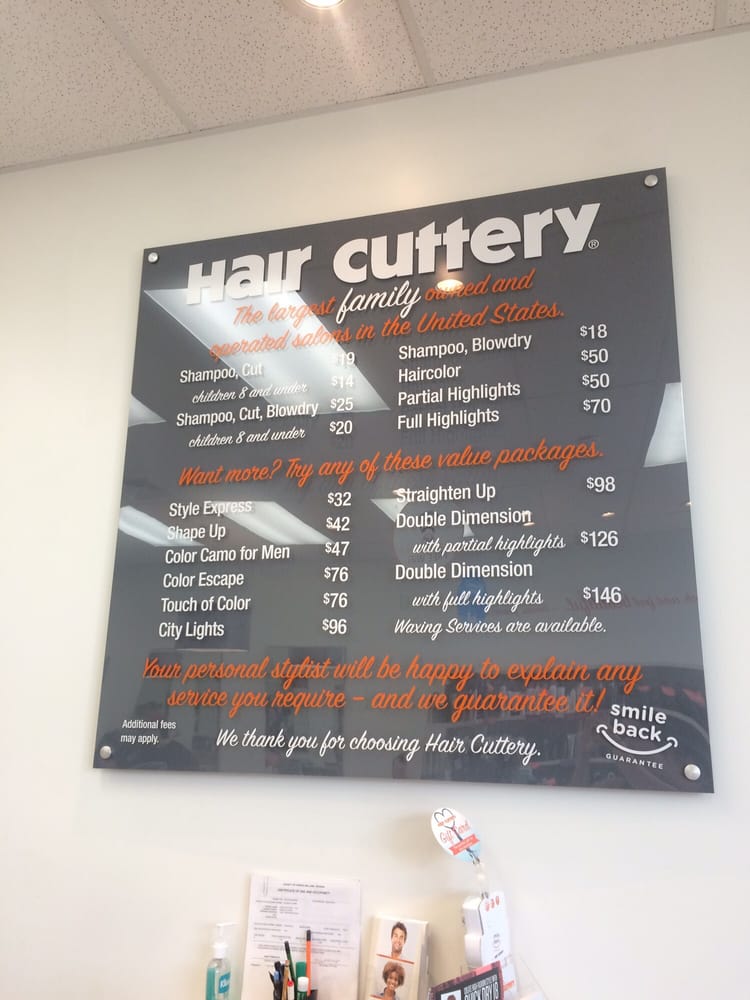 Hair Cuttery®
The largest family owned and
operated salons in the United States.
Shampoo, Cut $19
children 8 and under $14
Shampoo, Cut, Blowdry $25
children 8 and under $20
Shampoo, Blowdry $18
Haircolor $50
Partial Highlights $50
Full Highlights $70
Want more? Try any of these value packages.
Style Express $32
Shape Up $42
Color Camo for Men $47
Color Escape $76
Touch of Color $76
City Lights $96
Straighten Up $98
Double Dimension
with partial highlights $126
Double Dimension
with full highlights $146
Waxing Services are available.
Your personal stylist will be happy to explain any
service you require – and we guarantee it!
Additional fees
may apply.
We thank you for choosing Hair Cuttery.
smile
back
GUARANTEE
Gift Card
QUICK DRY